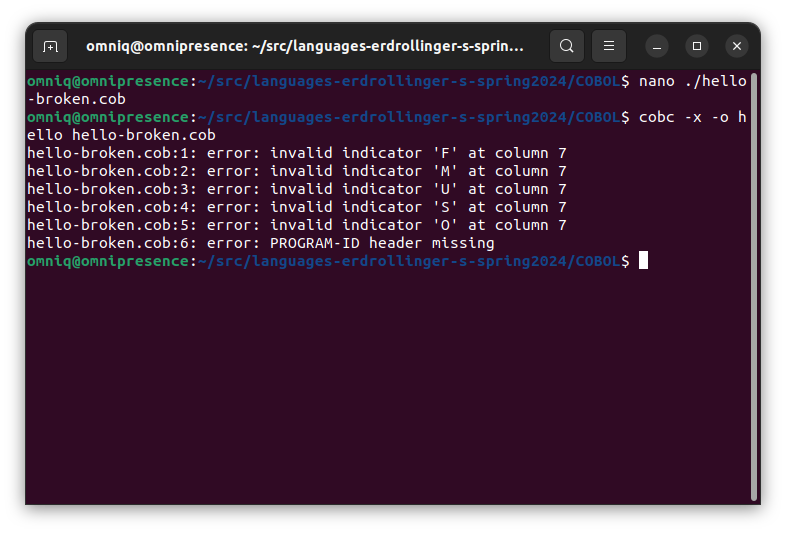 omniq@omnipresence: ~/src/languages-erdrollinger-s-sprin...
omniq@omnipresence:~/src/languages-erdrollinger-s-spring2024/COBOL$ nano ./hello
-broken.cob
omniq@omnipresence:~/src/languages-erdrollinger-s-spring2024/COBOL$ cobc -x -o h
ello hello-broken.cob
hello-broken.cob:1: error: invalid indicator 'F' at column 7
hello-broken.cob:2: error: invalid indicator 'M' at column 7
hello-broken.cob:3: error: invalid indicator 'U' at column 7
hello-broken.cob:4: error: invalid indicator 'S' at column 7
hello-broken.cob:5: error: invalid indicator 'O' at column 7
hello-broken.cob:6: error: PROGRAM-ID header missing
omniq@omnipresence:~/src/languages-erdrollinger-s-spring2024/COBOL$